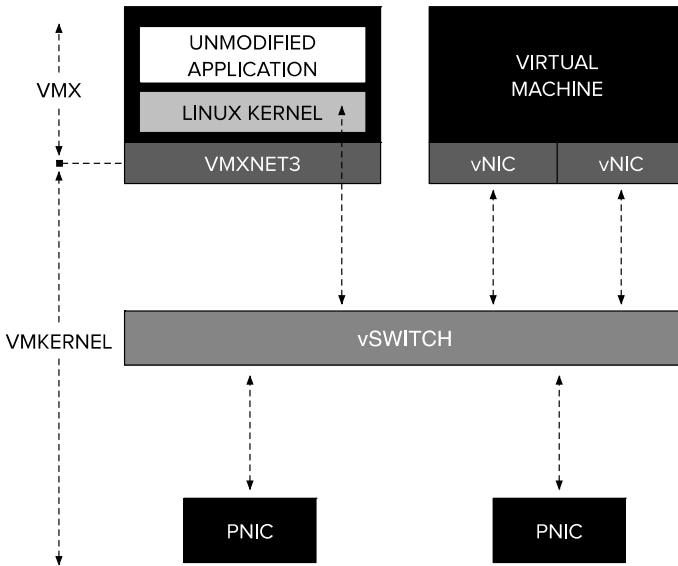 UNMODIFIED
APPLICATION
LINUX KERNEL
VMXNET3
VIRTUAL
MACHINE
vNIC
vNIC
VMX
VMKERNEL
vSWITCH
PNIC
PNIC